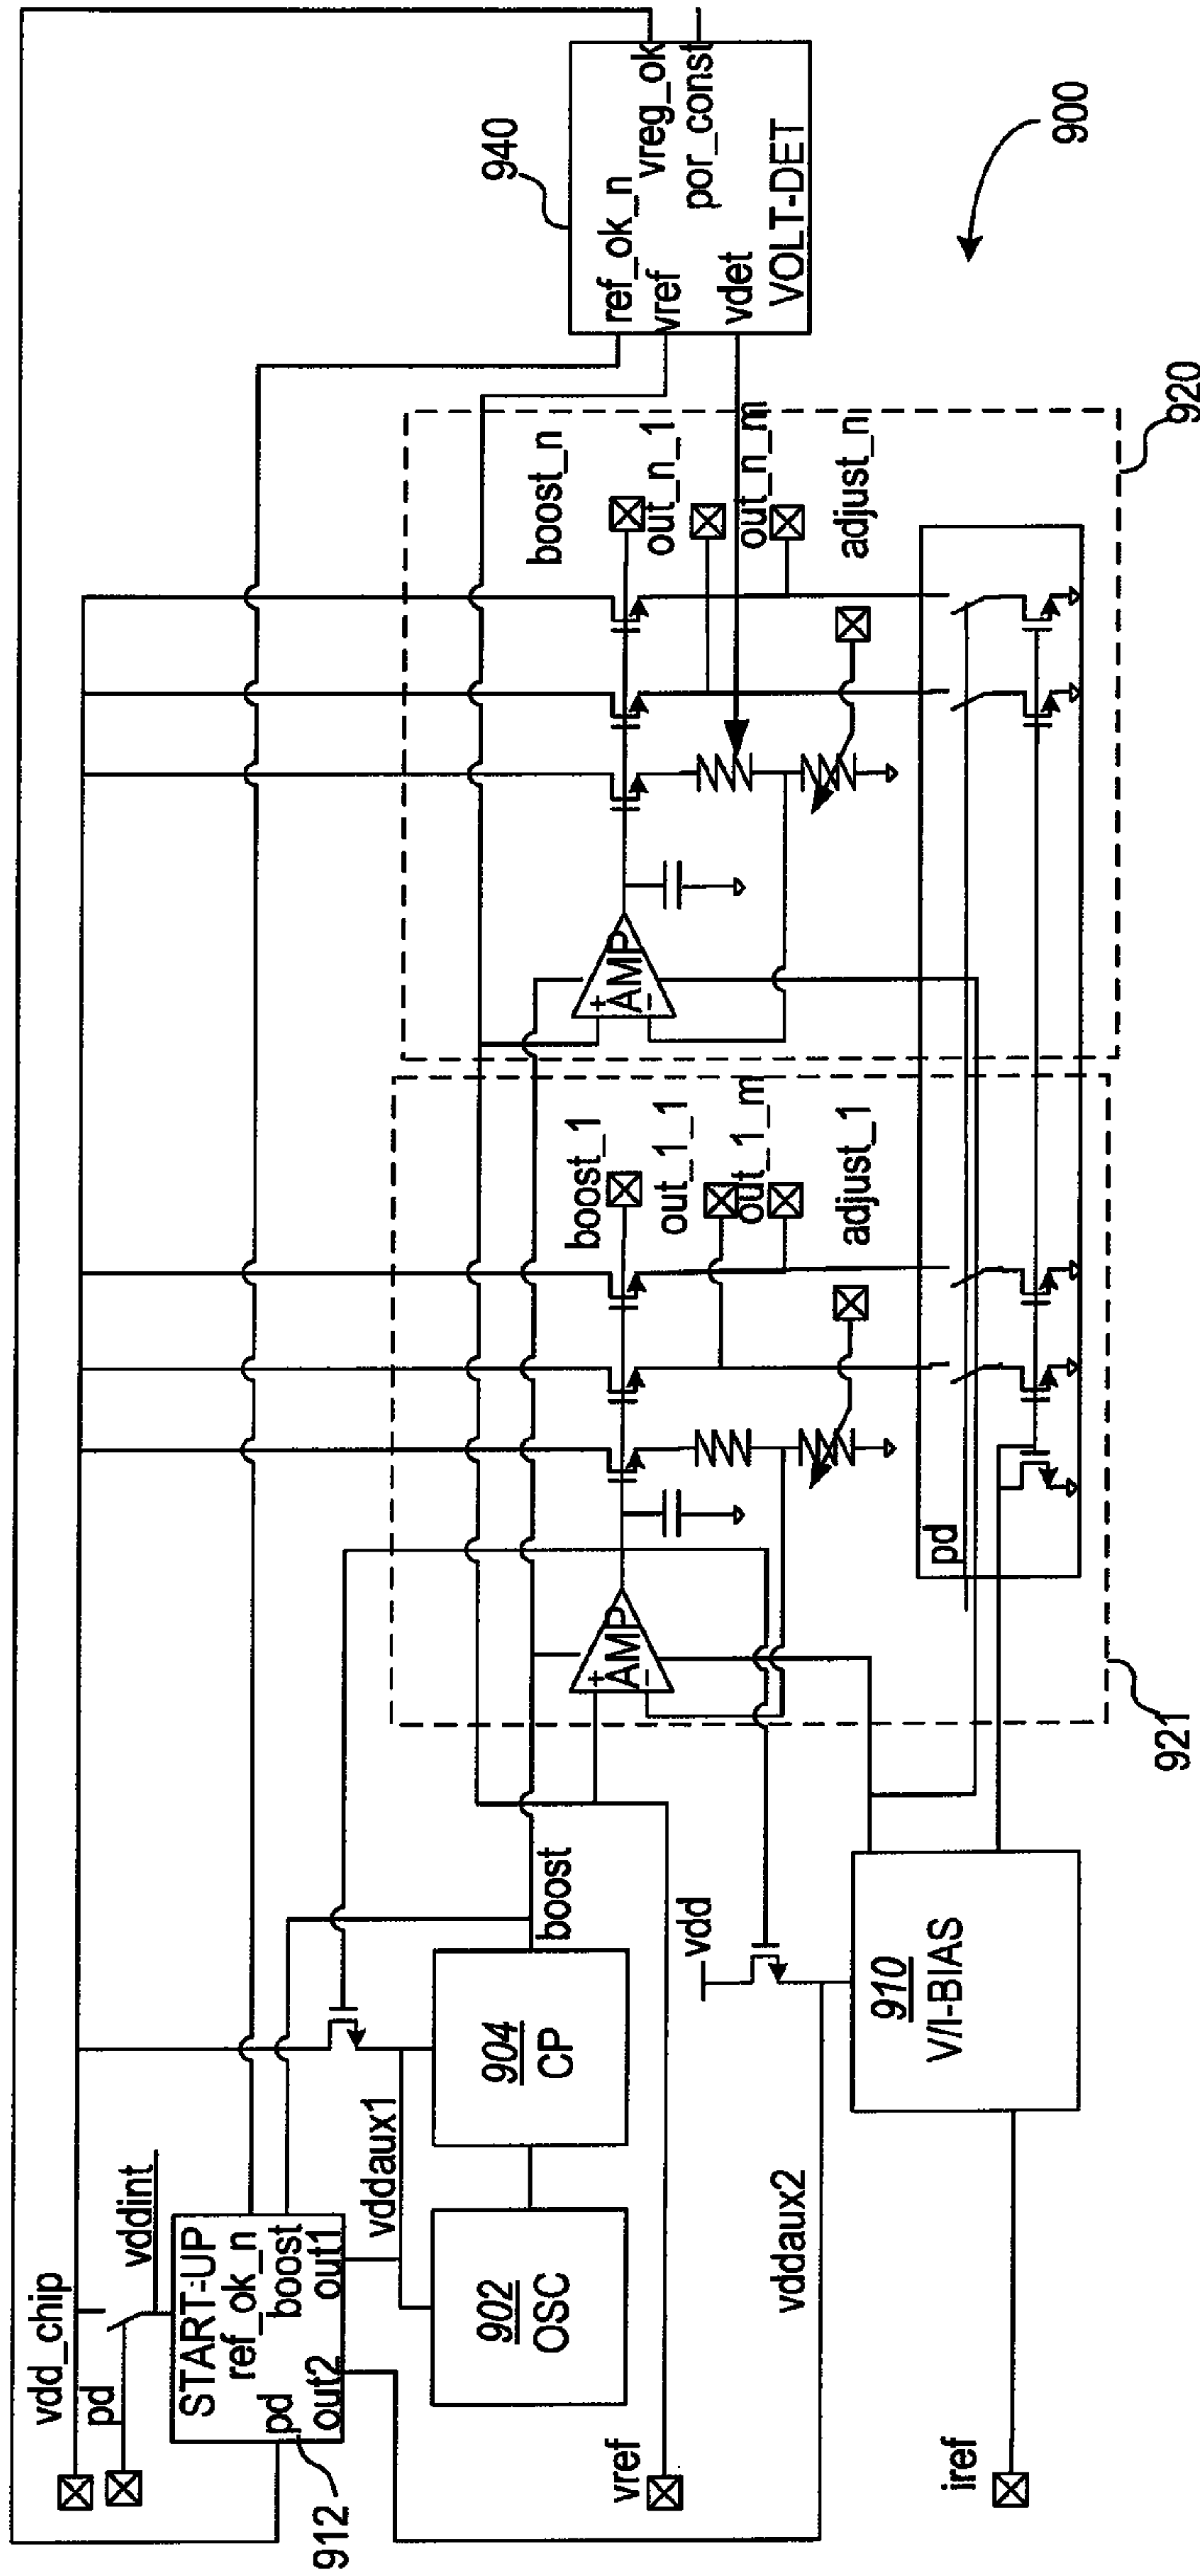 vdd_chip
pd
vddint
START-UP
ref_ok_n
boost
out1
pd
out2
912
vddaux1
902
OSC
904
CP
boost
vref
vddaux2
vdd
910
V/I-BIAS
iref
AMP
+
-
boost_1
out_1_1
out_1_m
adjust_1
pd
921
AMP
+
-
boost_n
out_n_1
out_n_m
adjust_n
920
940
ref_ok_n
vref
vreg_ok
por_const
vdet
VOLT-DET
900